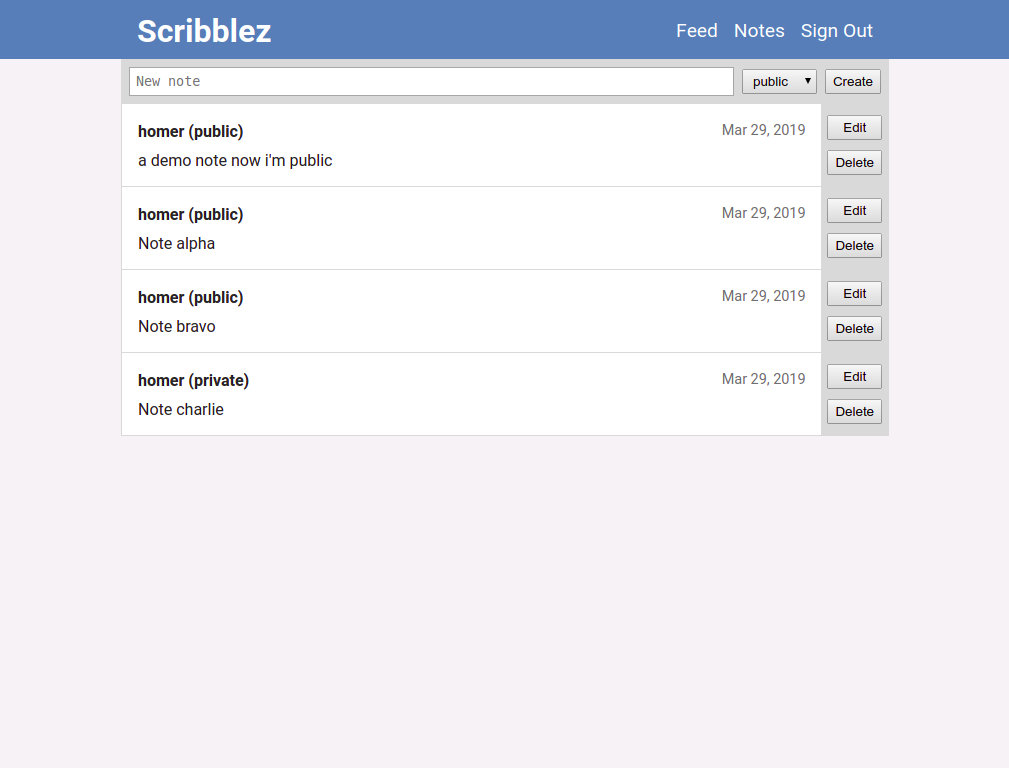 Scribblez Feed Notes Sign Out
New note public Create
homer (public) Mar 29, 2019 Edit
a demo note now i'm public Delete
homer (public) Mar 29, 2019 Edit
Note alpha Delete
homer (public) Mar 29, 2019 Edit
Note bravo Delete
homer (private) Mar 29, 2019 Edit
Note charlie Delete